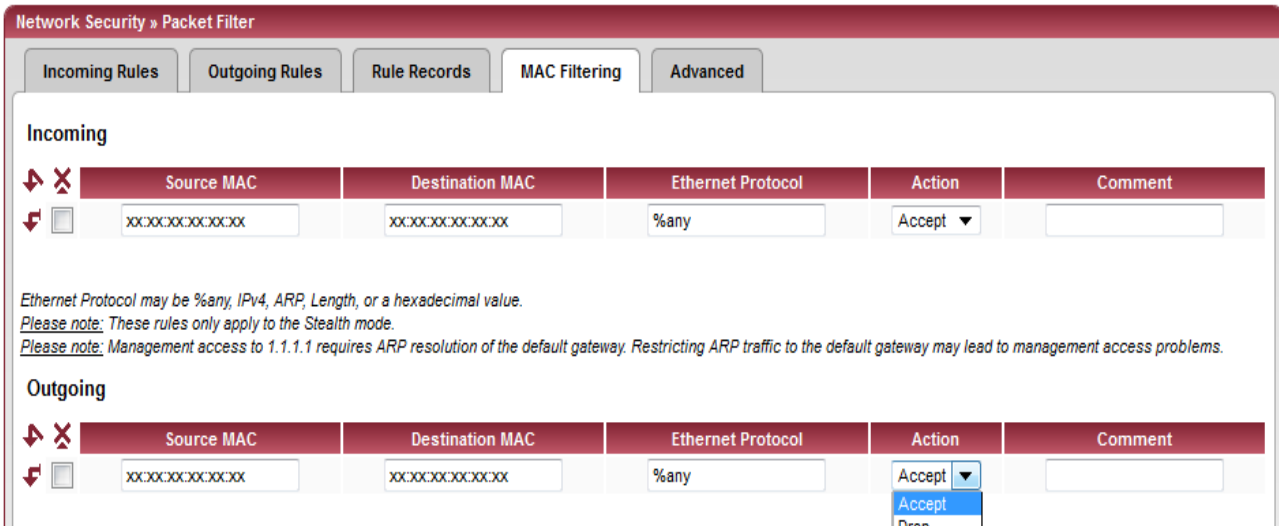 Network Security » Packet Filter
Incoming Rules Outgoing Rules Rule Records MAC Filtering Advanced
Incoming
Source MAC Destination MAC Ethernet Protocol Action Comment
xx:xx:xx:xx:xx:xx xx:xx:xx:xx:xx:xx %any Accept
Ethernet Protocol may be %any, IPv4, ARP, Length, or a hexadecimal value.
Please note: These rules only apply to the Stealth mode.
Please note: Management access to 1.1.1.1 requires ARP resolution of the default gateway. Restricting ARP traffic to the default gateway may lead to management access problems.
Outgoing
Source MAC Destination MAC Ethernet Protocol Action Comment
xx:xx:xx:xx:xx:xx xx:xx:xx:xx:xx:xx %any Accept
Accept
Drop